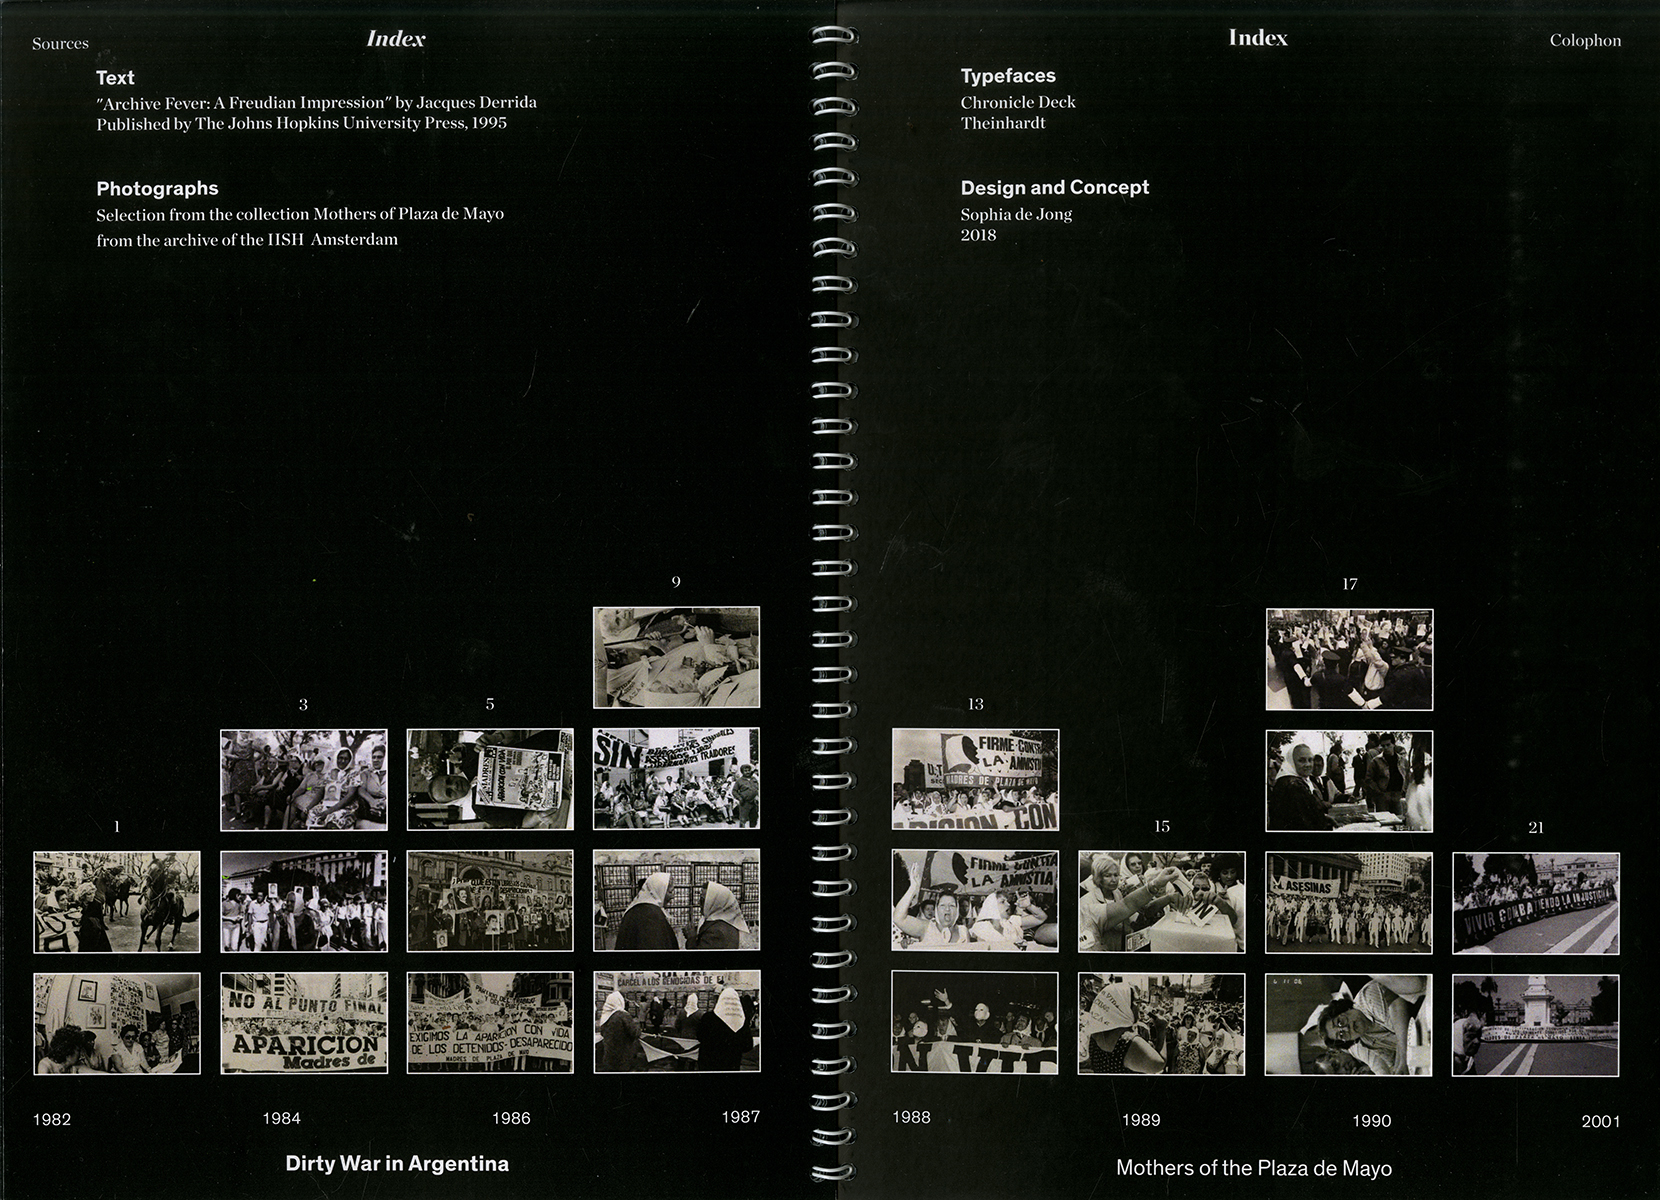 Sources
Index
Text
"Archive Fever: A Freudian Impression" by Jacques Derrida
Published by The Johns Hopkins University Press, 1995
Photographs
Selection from the collection Mothers of Plaza de Mayo
from the archive of the IISH Amsterdam
9
3
5
SIN
ASESINOS
TRAIDORES
1
NO AL PUNTO FINAL
APARICION
Madres de
EXIGIMOS LA APARICION CON VIDA
DE LOS DETENIDOS-DESAPARECIDO
MADRES DE PLAZA DE MAYO
CARCEL A LOS GENOCIDAS DE
1982
1984
1986
1987
Dirty War in Argentina
Index
Colophon
Typefaces
Chronicle Deck
Theinhardt
Design and Concept
Sophia de Jong
2018
17
13
FIRME CONTRA
LA AMNISTIA
MADRES DE PLAZA DE MAYO
CON
15
21
FIRME CONTRA
LA AMNISTIA
ASESINAS
VIVIR COMBATIENDO LA INJUSTICIA
N VID
6 11 06
1988
1989
1990
2001
Mothers of the Plaza de Mayo